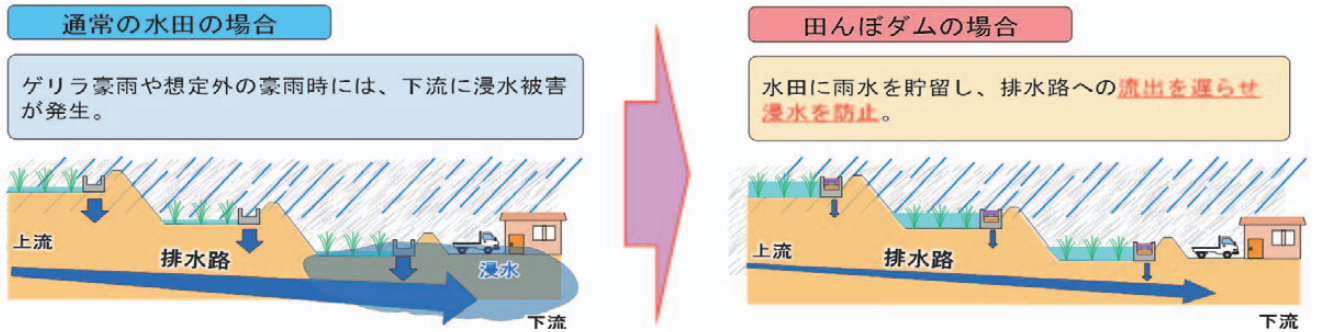 通常の水田の場合
ゲリラ豪雨や想定外の豪雨時には、下流に浸水被害
が発生。
上流
排水路
浸水
下流
田んぼダムの場合
水田に雨水を貯留し、排水路への流出を遅らせ
浸水を防止。
上流
排水路
下流